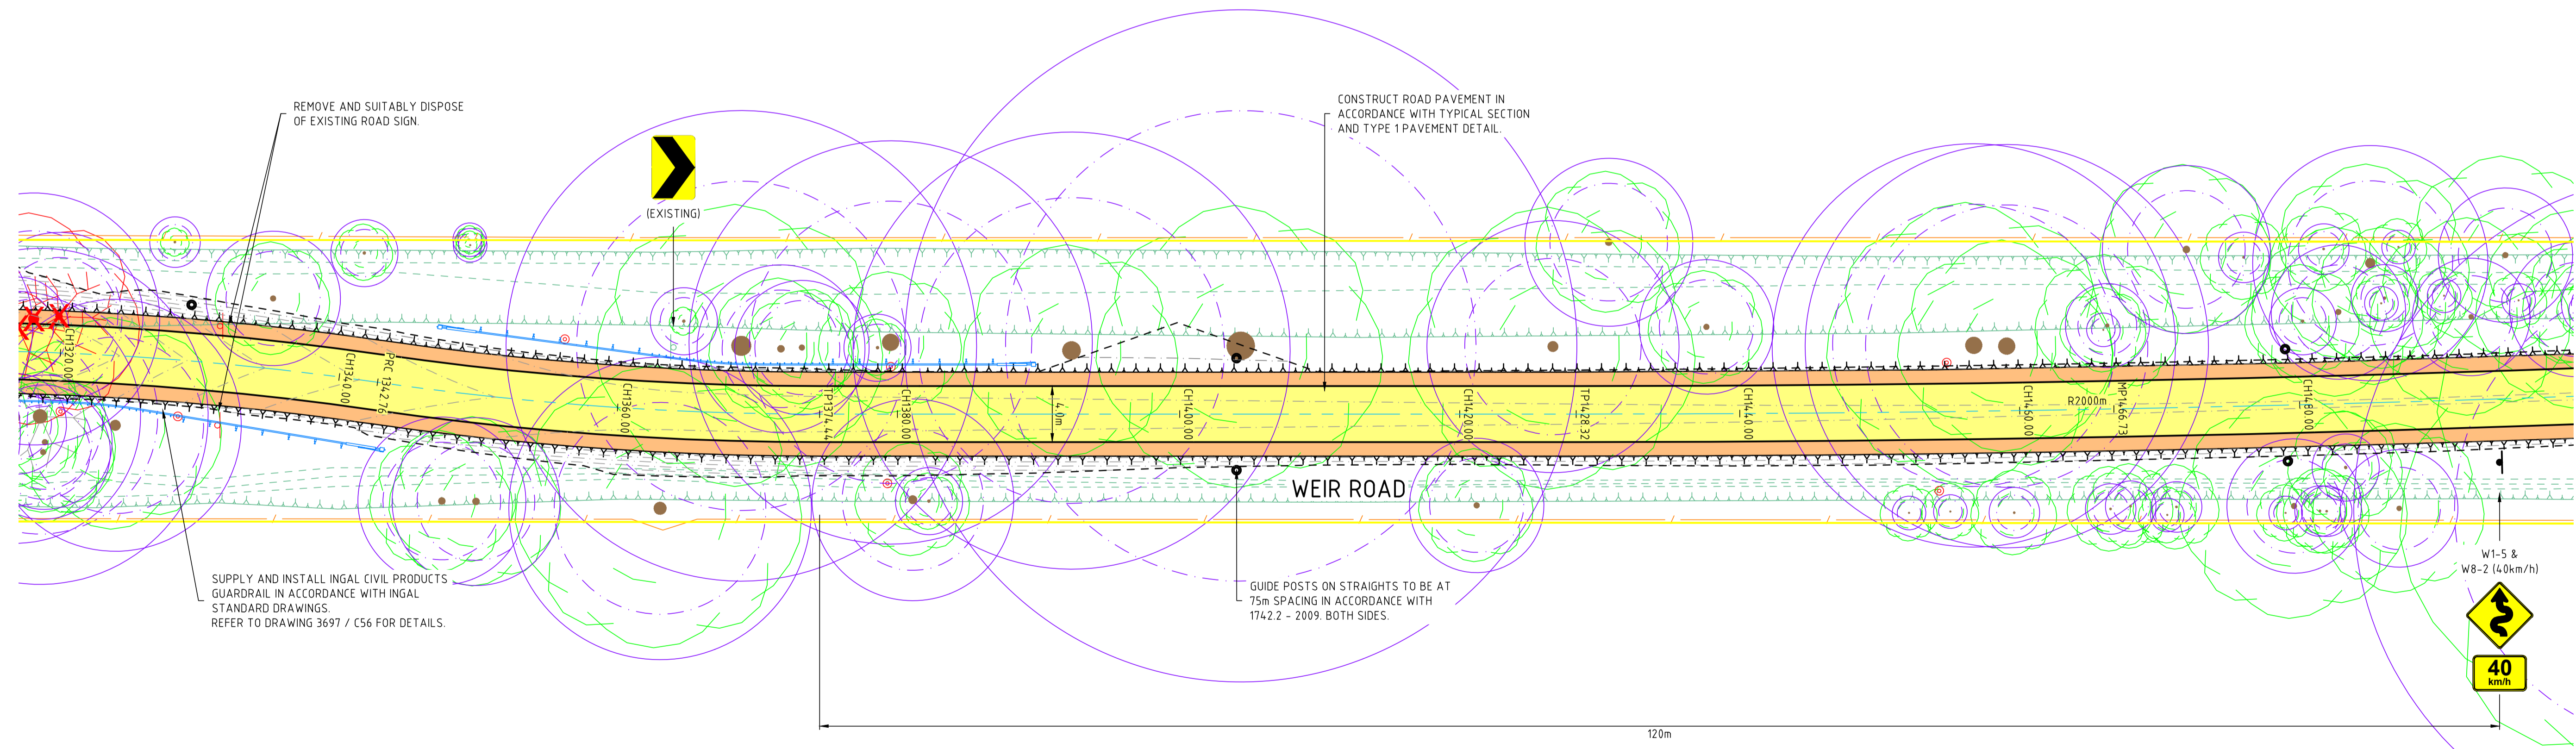 REMOVE AND SUITABLY DISPOSE
OF EXISTING ROAD SIGN.
(EXISTING)
CONSTRUCT ROAD PAVEMENT IN
ACCORDANCE WITH TYPICAL SECTION
AND TYPE 1 PAVEMENT DETAIL.
CH1320.00
CH1340.00
PRC 1342.76
CH1360.00
TP1374.44
CH1380.00
4.0m
CH1400.00
CH1420.00
TP1428.32
CH1440.00
CH1460.00
R2000m
MP1466.73
CH1480.00
WEIR ROAD
SUPPLY AND INSTALL INGAL CIVIL PRODUCTS
GUARDRAIL IN ACCORDANCE WITH INGAL
STANDARD DRAWINGS.
REFER TO DRAWING 3697 / C56 FOR DETAILS.
GUIDE POSTS ON STRAIGHTS TO BE AT
75m SPACING IN ACCORDANCE WITH
1742.2 - 2009. BOTH SIDES.
W1-5 &
W8-2 (40km/h)
40
km/h
120m